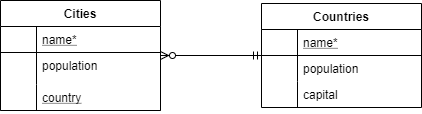 Cities
name*
population
country
Countries
name*
population
capital